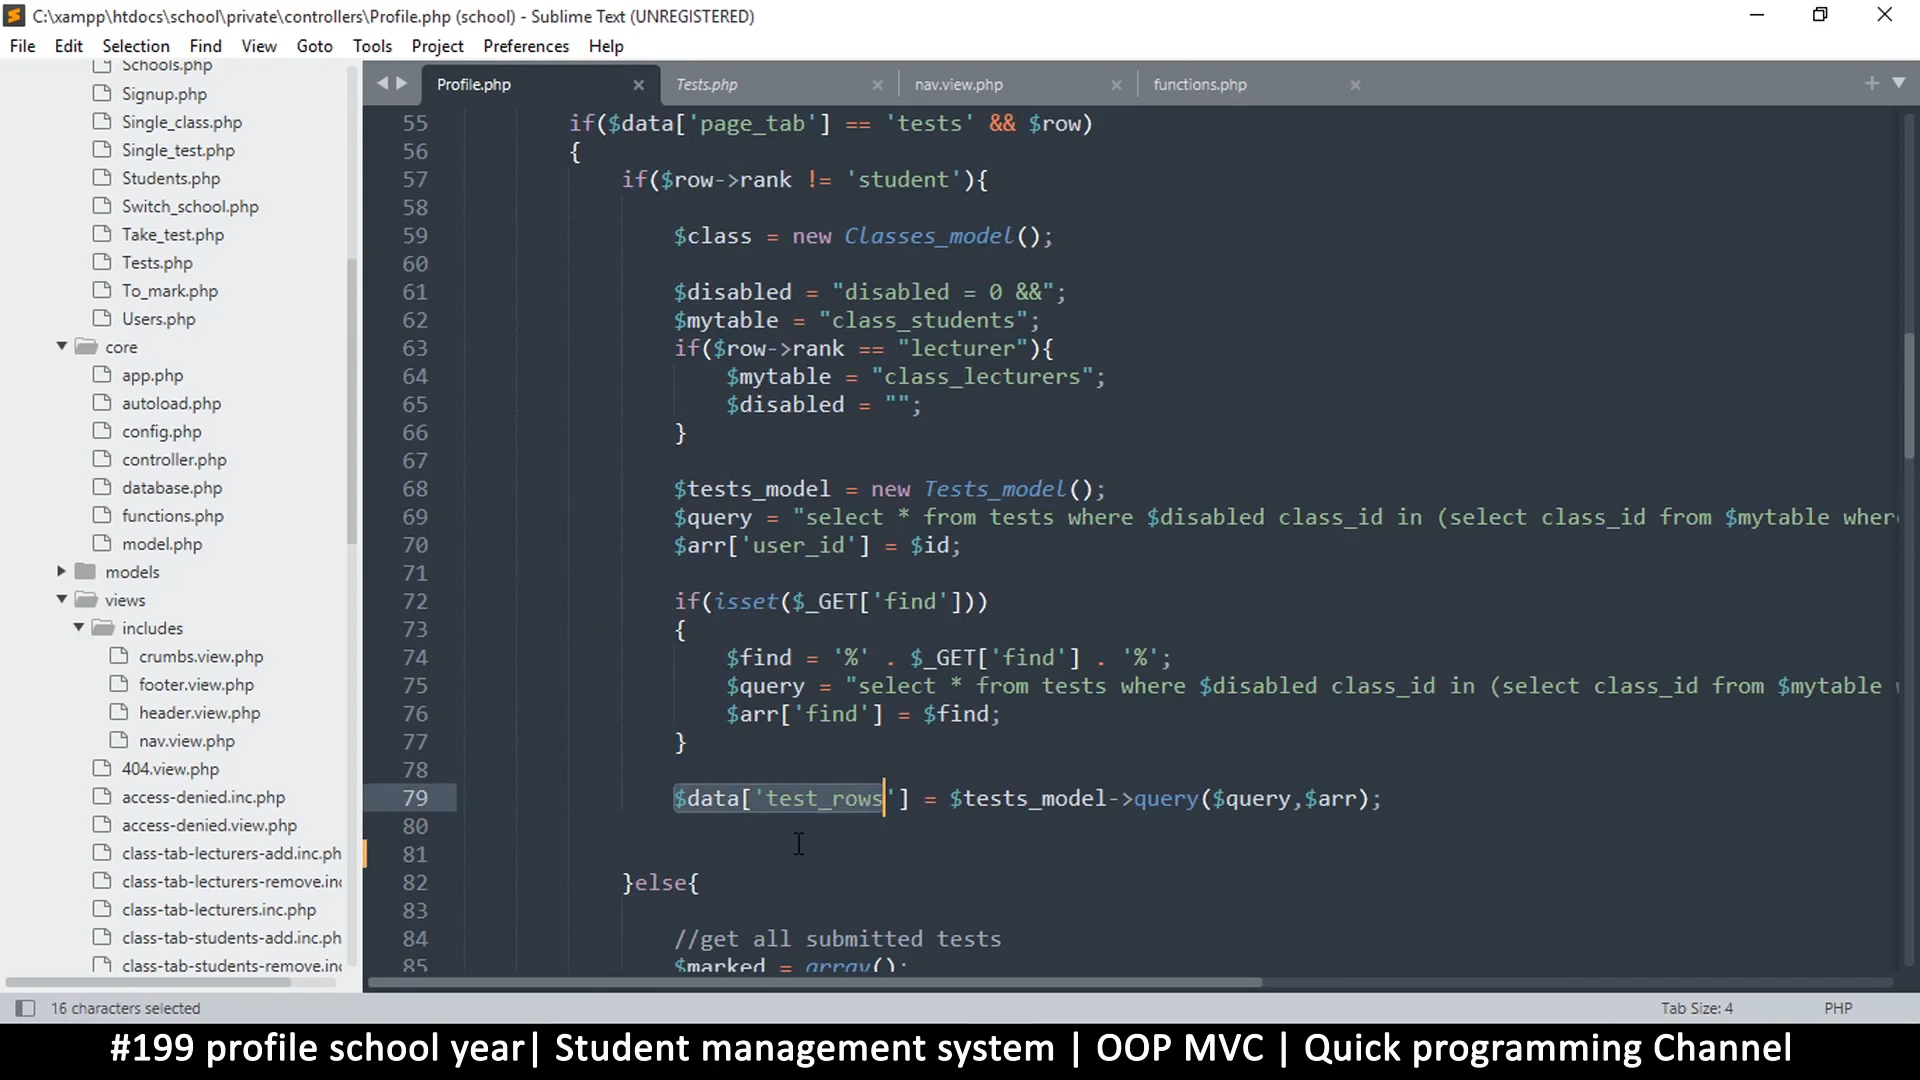 C:\xampp\htdocs\school\private\controllers\Profile.php (school) - Sublime Text (UNREGISTERED)
File Edit Selection Find View Goto Tools Project Preferences Help
Schools.php
Signup.php
Single_class.php
Single_test.php
Students.php
Switch_school.php
Take_test.php
Tests.php
To_mark.php
Users.php
core
app.php
autoload.php
config.php
controller.php
database.php
functions.php
model.php
models
views
includes
crumbs.view.php
footer.view.php
header.view.php
nav.view.php
404.view.php
access-denied.inc.php
access-denied.view.php
class-tab-lecturers-add.inc.ph
class-tab-lecturers-remove.inc
class-tab-lecturers.inc.php
class-tab-students-add.inc.ph
class-tab-students-remove.inc
Profile.php Tests.php nav.view.php functions.php
55 if($data['page_tab'] == 'tests' && $row)
56 {
57 if($row->rank != 'student'){
58
59 $class = new Classes_model();
60
61 $disabled = "disabled = 0 &&";
62 $mytable = "class_students";
63 if($row->rank == "lecturer"){
64 $mytable = "class_lecturers";
65 $disabled = "";
66 }
67
68 $tests_model = new Tests_model();
69 $query = "select * from tests where $disabled class_id in (select class_id from $mytable wher
70 $arr['user_id'] = $id;
71
72 if(isset($_GET['find']))
73 {
74 $find = '%' . $_GET['find'] . '%';
75 $query = "select * from tests where $disabled class_id in (select class_id from $mytable
76 $arr['find'] = $find;
77 }
78
79 $data['test_rows'] = $tests_model->query($query,$arr);
80
81
82 }else{
83
84 //get all submitted tests
85 $marked = array();
16 characters selected Tab Size: 4 PHP
#199 profile school year| Student management system | OOP MVC | Quick programming Channel